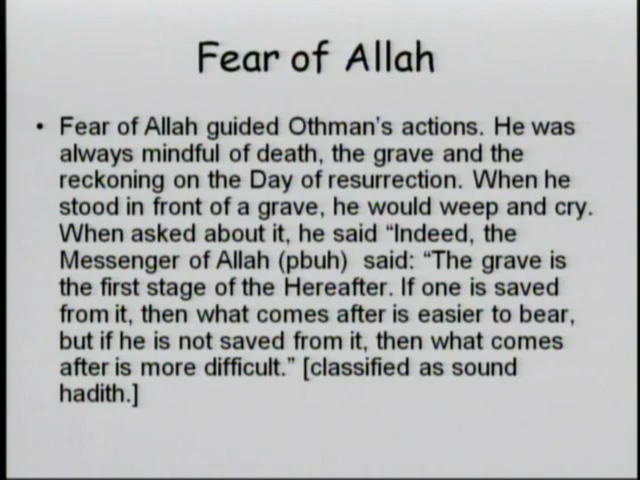 Fear of Allah
• Fear of Allah guided Othman's actions. He was
always mindful of death, the grave and the
reckoning on the Day of resurrection. When he
stood in front of a grave, he would weep and cry.
When asked about it, he said "Indeed, the
Messenger of Allah (pbuh)  said: "The grave is
the first stage of the Hereafter. If one is saved
from it, then what comes after is easier to bear,
but if he is not saved from it, then what comes
after is more difficult." [classified as sound
hadith.]